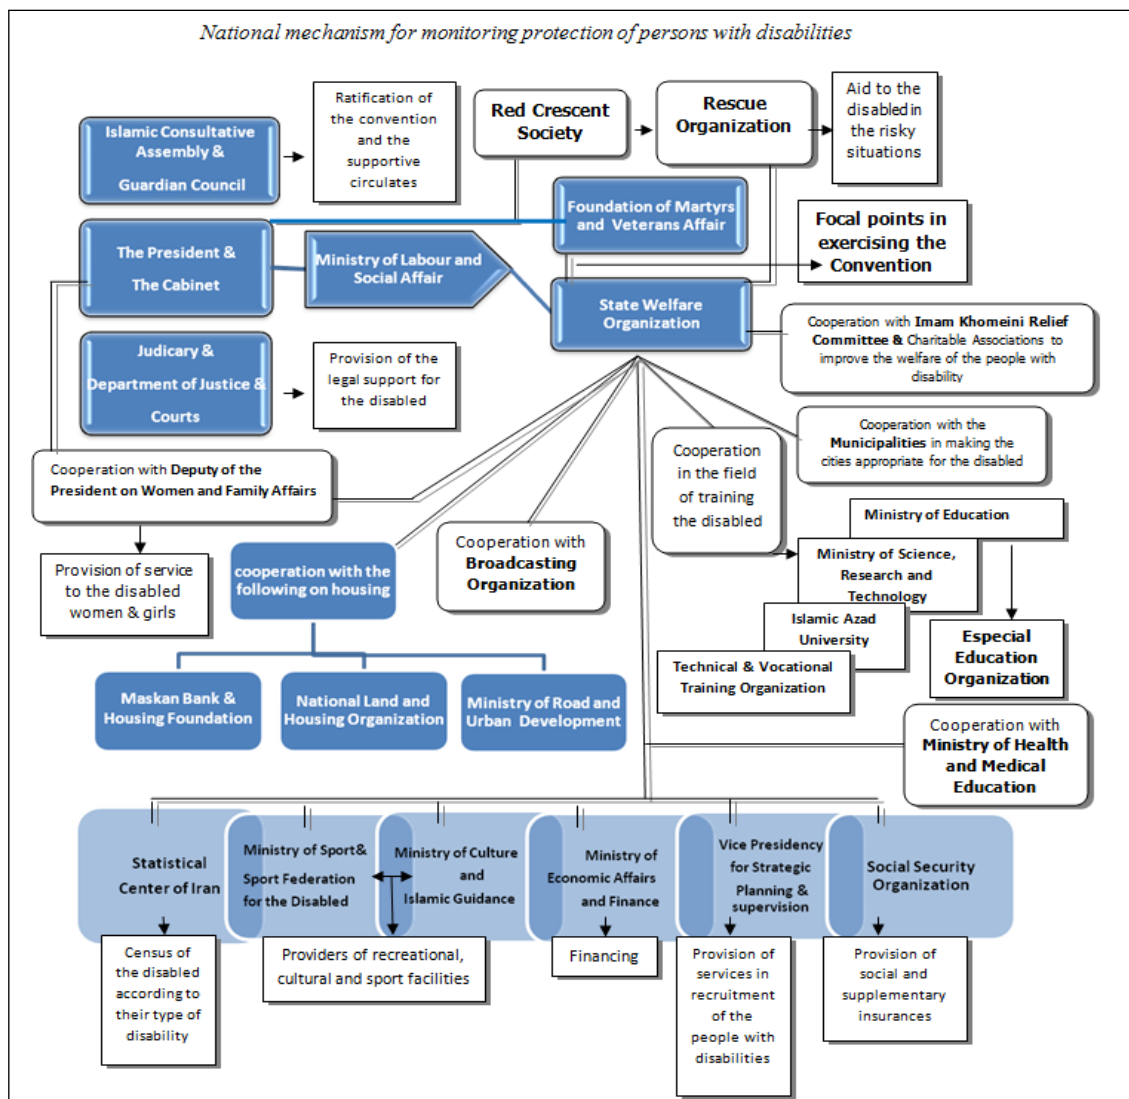 National mechanism for monitoring protection of persons with disabilities
Islamic Consultative
Assembly &
Guardian Council
Ratification of
the convention
and the
supportive
circulates
Red Crescent
Society
Rescue
Organization
Aid to the
disabled in
the risky
situations
Foundation of Martyrs
and Veterans Affair
Focal points in
exercising the
Convention
The President &
The Cabinet
Ministry of Labour and
Social Affair
State Welfare
Organization
Cooperation with Imam Khomeini Relief
Committee & Charitable Associations to
improve the welfare of the people with
disability
Judicary &
Department of Justice &
Courts
Provision of the
legal support for
the disabled
Cooperation with the
Municipalities in making the
cities appropriate for the disabled
Cooperation
in the field
of training
the disabled
Cooperation with Deputy of the
President on Women and Family Affairs
Provision of service
to the disabled
women & girls
cooperation with the
following on housing
Cooperation with
Broadcasting
Organization
Ministry of Education
Ministry of Science,
Research and
Technology
Islamic Azad
University
Technical & Vocational
Training Organization
Especial
Education
Organization
Maskan Bank &
Housing Foundation
National Land and
Housing Organization
Ministry of Road and
Urban Development
Cooperation with
Ministry of Health
and Medical
Education
Statistical
Center of Iran
Ministry of Sport&
Sport Federation
for the Disabled
Ministry of Culture
and
Islamic Guidance
Ministry of
Economic Affairs
and Finance
Vice Presidency
for Strategic
Planning &
supervision
Social Security
Organization
Census of
the disabled
according to
their type of
disability
Providers of recreational,
cultural and sport facilities
Financing
Provision of
services in
recruitment
of the
people with
disabilities
Provision of
social and
supplementary
insurances